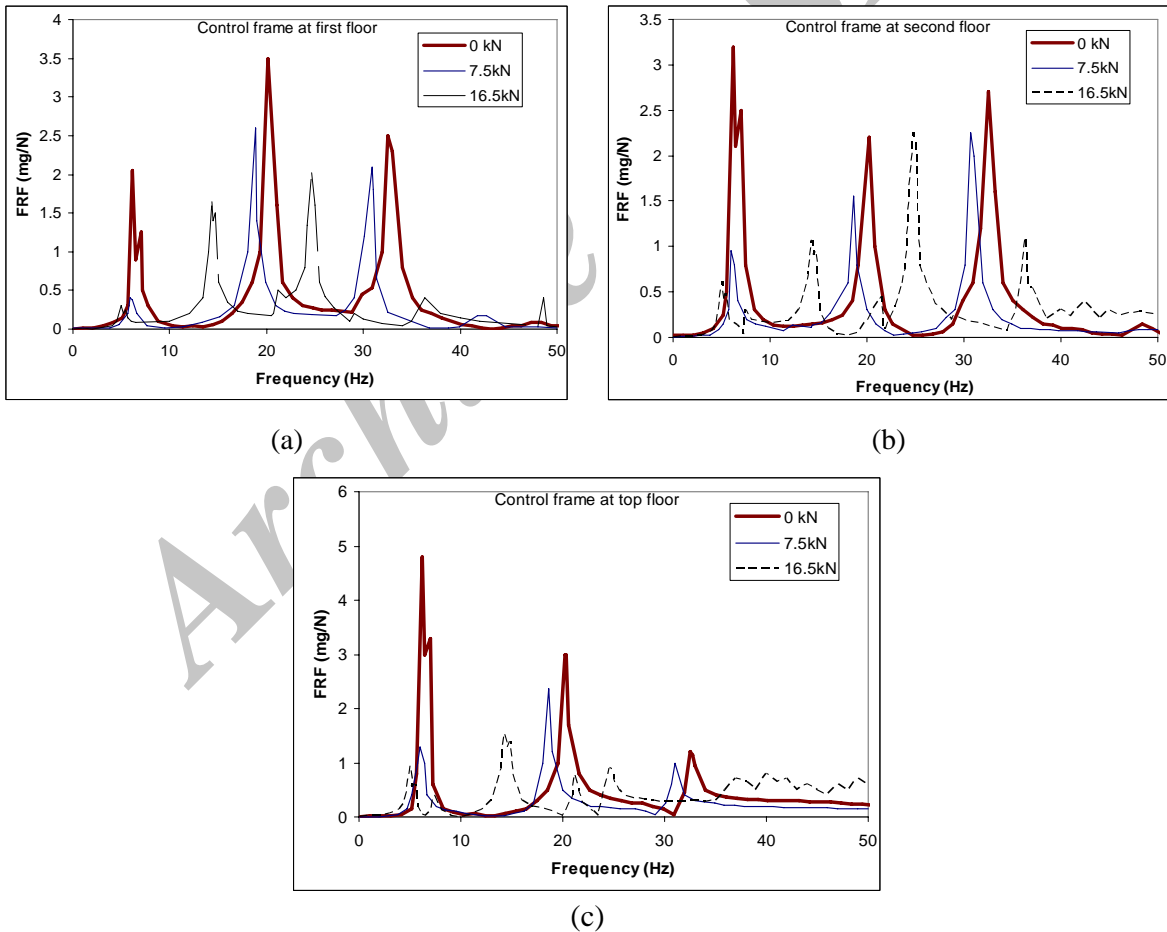 Control frame at first floor
0 kN
7.5kN
16.5kN
4
3.5
3
2.5
2
1.5
1
0.5
0
FRF (mg/N)
0 10 20 30 40 50
Frequency (Hz)
(a)
Control frame at second floor
0 kN
7.5kN
16.5kN
3.5
3
2.5
2
1.5
1
0.5
0
FRF (mg/N)
0 10 20 30 40 50
Frequency (Hz)
(b)
Control frame at top floor
0 kN
7.5kN
16.5kN
6
5
4
3
2
1
0
FRF (mg/N)
0 10 20 30 40 50
Frequency (Hz)
(c)